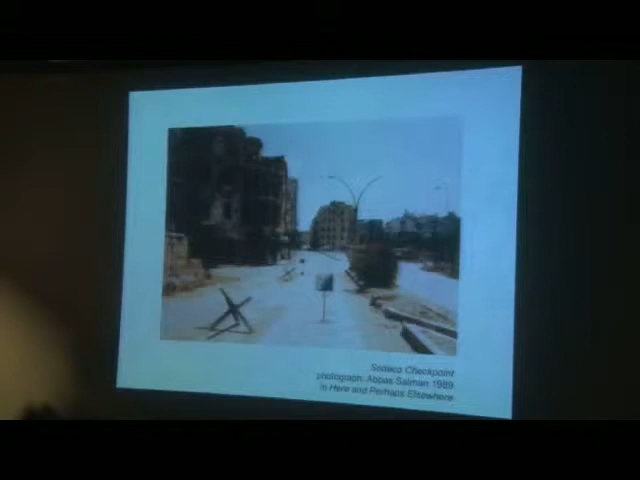 Sodeco Checkpoint
photograph: Abbas Salman 1989
in Here and Perhaps Elsewhere